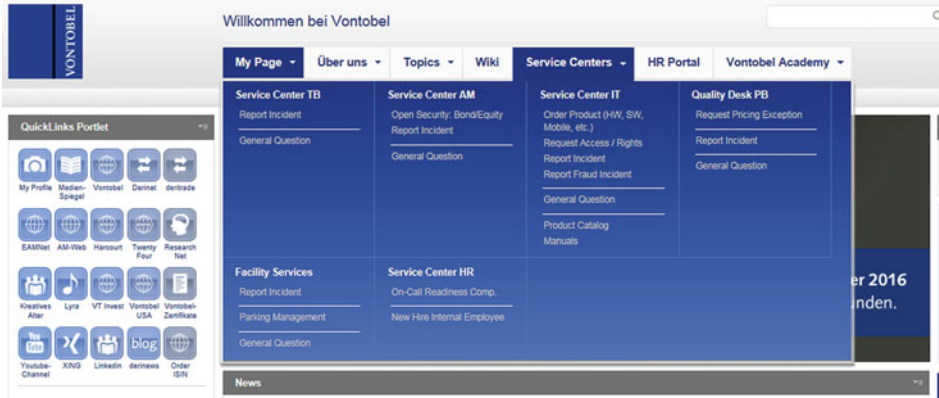 VONTOBEL
Willkommen bei Vontobel
My Page Über uns Topics Wiki Service Centers HR Portal Vontobel Academy
Service Center TB
Report Incident
General Question
Service Center AM
Open Security: Bond/Equity
Report Incident
General Question
Service Center IT
Order Product (HW, SW,
Mobile, etc.)
Request Access / Rights
Report Incident
Report Fraud Incident
General Question
Product Catalog
Manuals
Quality Desk PB
Request Pricing Exception
Report Incident
General Question
Facility Services
Report Incident
Parking Management
General Question
Service Center HR
On-Call Readiness Comp.
New Hire Internal Employee
er 2016
nden.
QuickLinks Portlet
My Profile
Medien-
Spiegel
Vontobel
Derinet
deritrade
EAMNet
AM-Web
Harcourt
Twenty
Four
Research
Net
Kreatives
Alter
Lyra
VT Invest
Vontobel
USA
Vontobel-
Zertifikate
You
Tube
blog
Youtube-
Channel
XING
Linkedin
derinews
Order
ISIN
News